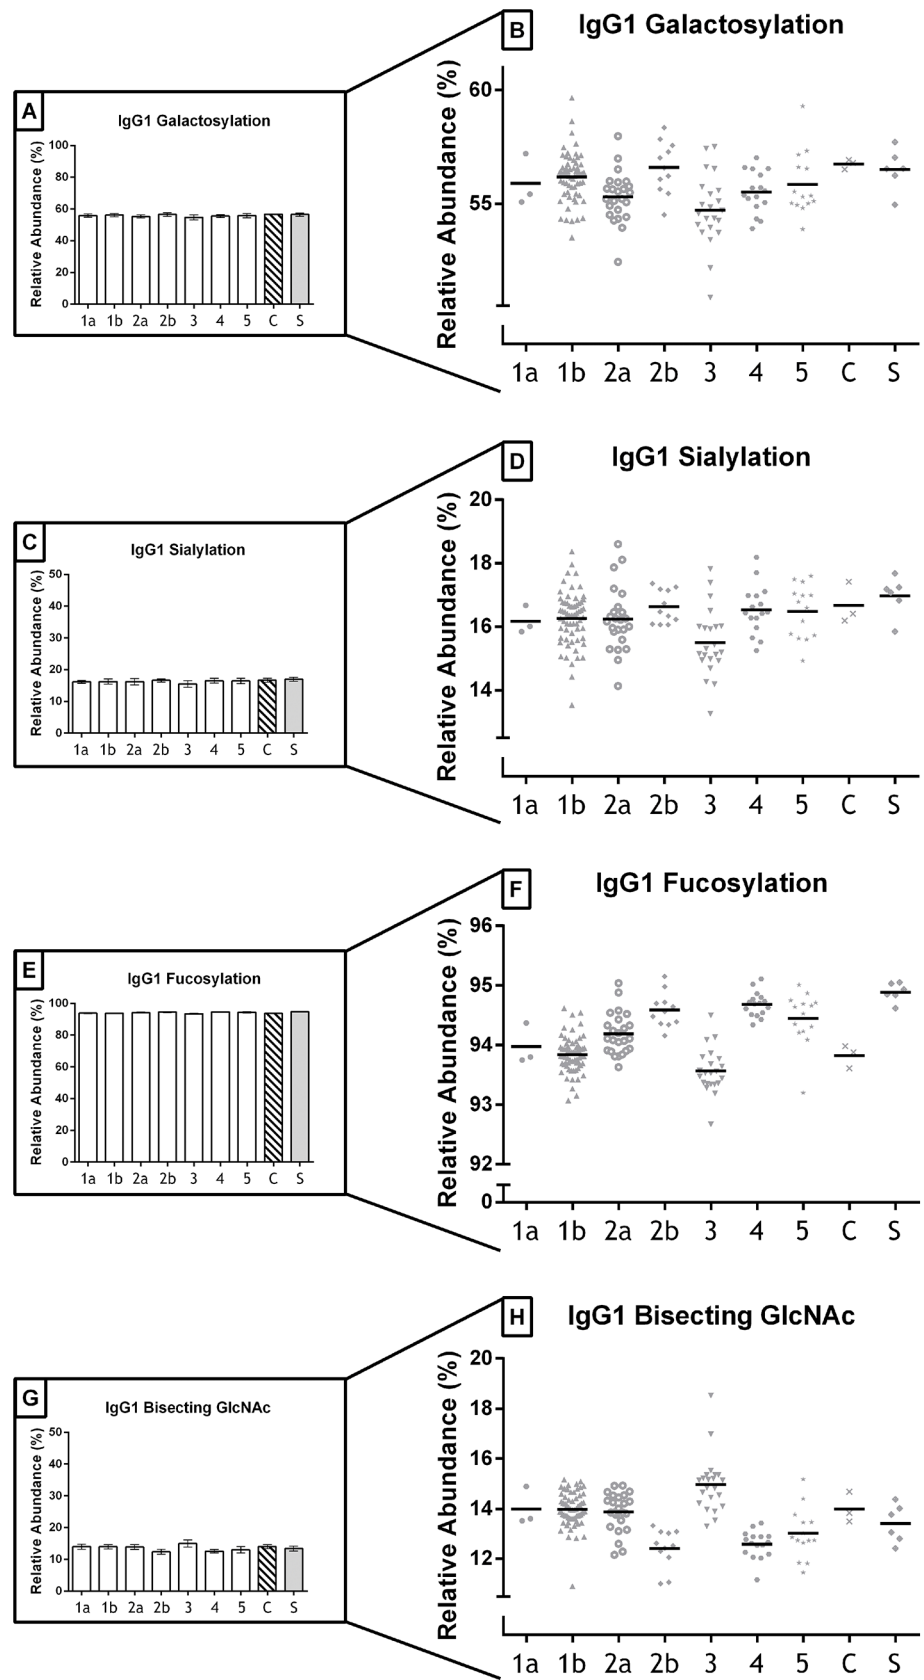 A
IgG1 Galactosylation
Relative Abundance (%)
100
80
60
40
20
0
1a 1b 2a 2b 3 4 5 C S
B
IgG1 Galactosylation
Relative Abundance (%)
60
55
1a 1b 2a 2b 3 4 5 C S
C
IgG1 Sialylation
Relative Abundance (%)
50
40
30
20
10
0
1a 1b 2a 2b 3 4 5 C S
D
IgG1 Sialylation
Relative Abundance (%)
20
18
16
14
1a 1b 2a 2b 3 4 5 C S
E
IgG1 Fucosylation
Relative Abundance (%)
100
80
60
40
20
0
1a 1b 2a 2b 3 4 5 C S
F
IgG1 Fucosylation
Relative Abundance (%)
96
95
94
93
92
0
1a 1b 2a 2b 3 4 5 C S
G
IgG1 Bisecting GlcNAc
Relative Abundance (%)
50
40
30
20
10
0
1a 1b 2a 2b 3 4 5 C S
H
IgG1 Bisecting GlcNAc
Relative Abundance (%)
20
18
16
14
12
1a 1b 2a 2b 3 4 5 C S